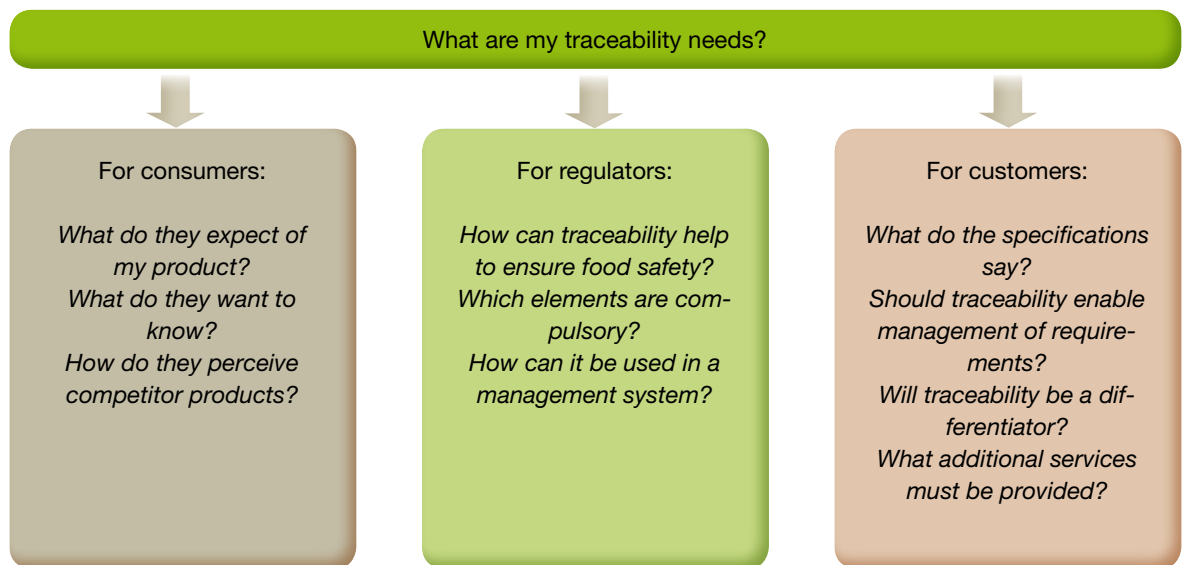 What are my traceability needs?
For consumers:
What do they expect of
my product?
What do they want to
know?
How do they perceive
competitor products?
For regulators:
How can traceability help
to ensure food safety?
Which elements are com-
pulsory?
How can it be used in a
management system?
For customers:
What do the specifications
say?
Should traceability enable
management of require-
ments?
Will traceability be a dif-
ferentiator?
What additional services
must be provided?